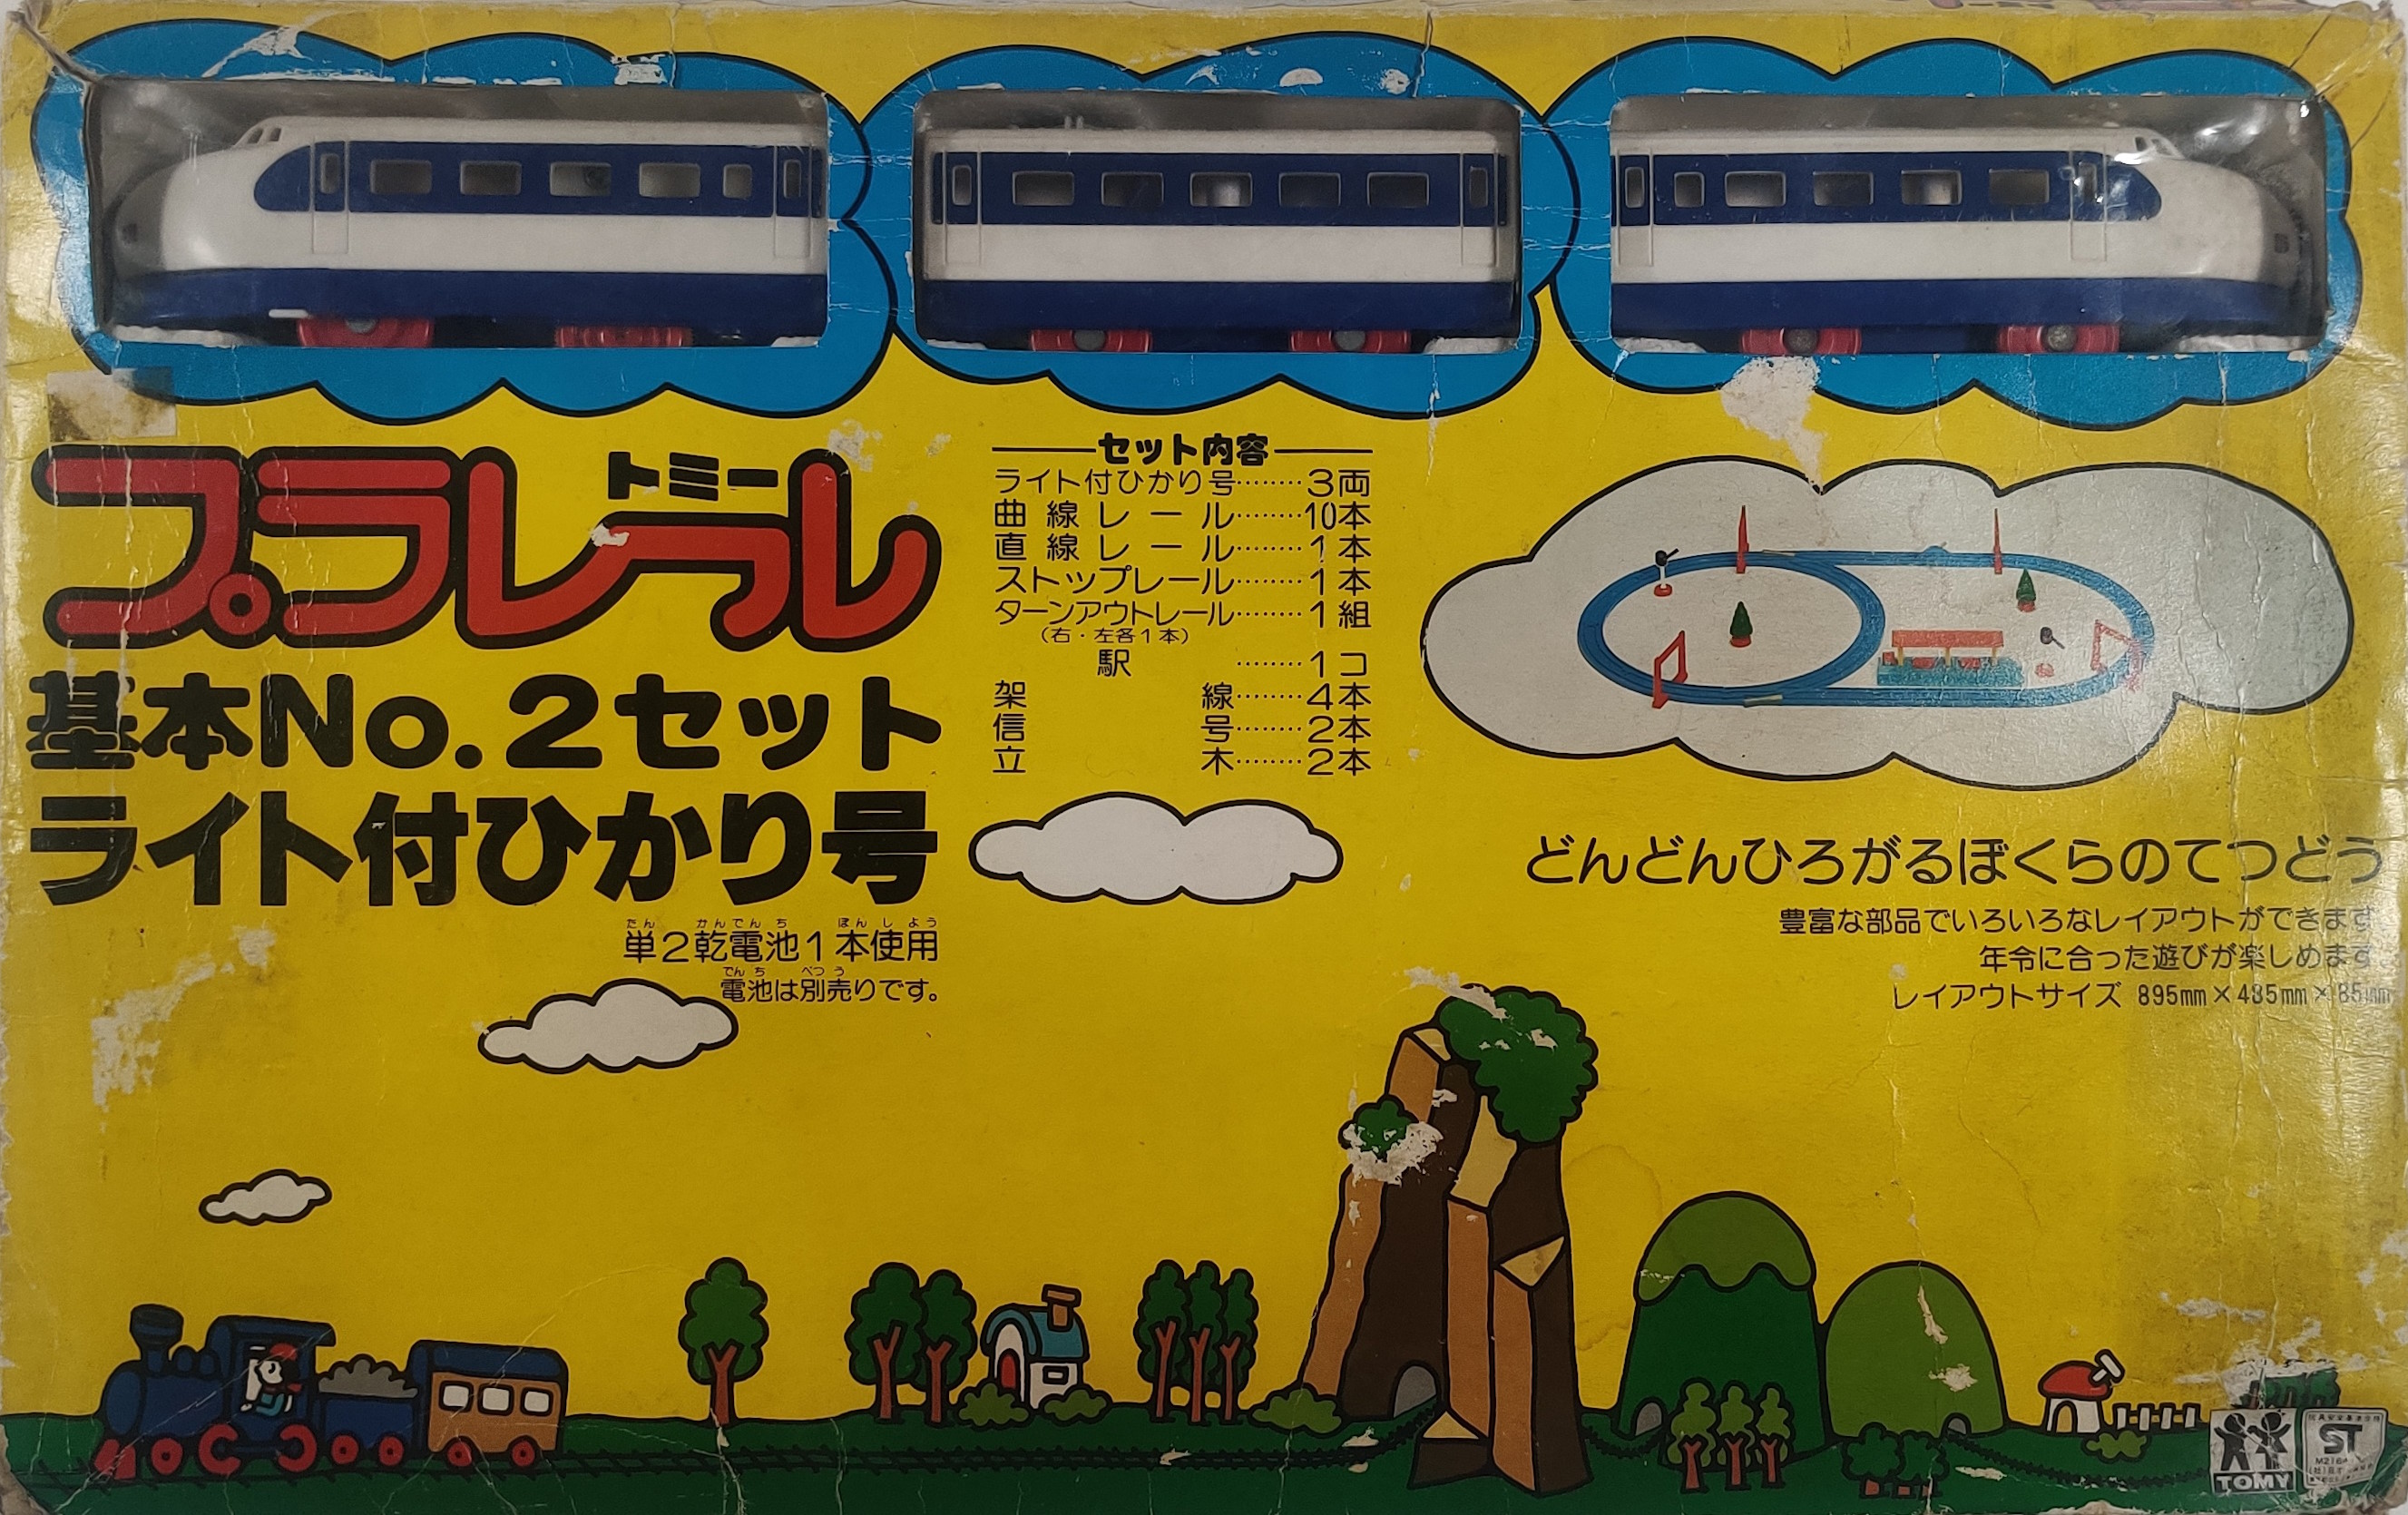 トミー
プラレール
基本No.2セット
ライト付ひかり号
たん かんでんち ほんしよう
単2乾電池1本使用
でんち べつう
電池は別売りです。
セット内容
ライト付ひかり号………3両
曲線レール………10本
直線レール………1本
ストップレール………1本
ターンアウトレール………1組
(右・左各1本)
駅………1コ
架線………4本
信号………2本
立木………2本
どんどんひろがるぼくらのてつどう
豊富な部品でいろいろなレイアウトができます
年令に合った遊びが楽しめます。
レイアウトサイズ 895mm×485mm×85mm
TOMY
ST